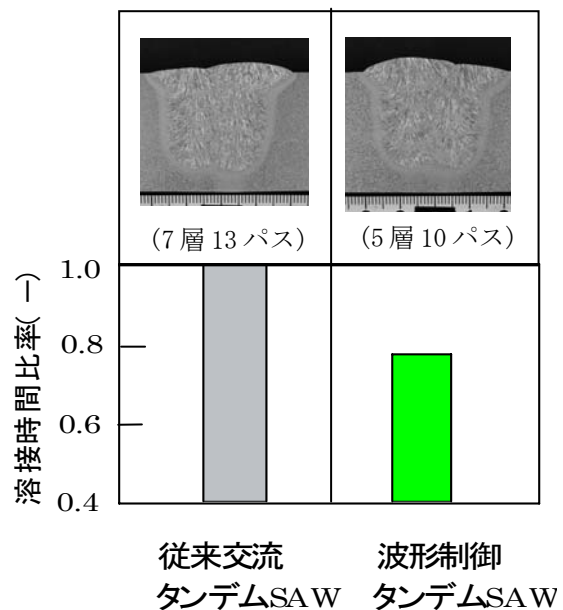 (7層13パス)
(5層10パス)
溶接時間比率(－)
1.0
0.8
0.6
0.4
従来交流
タンデムSAW
波形制御
タンデムSAW